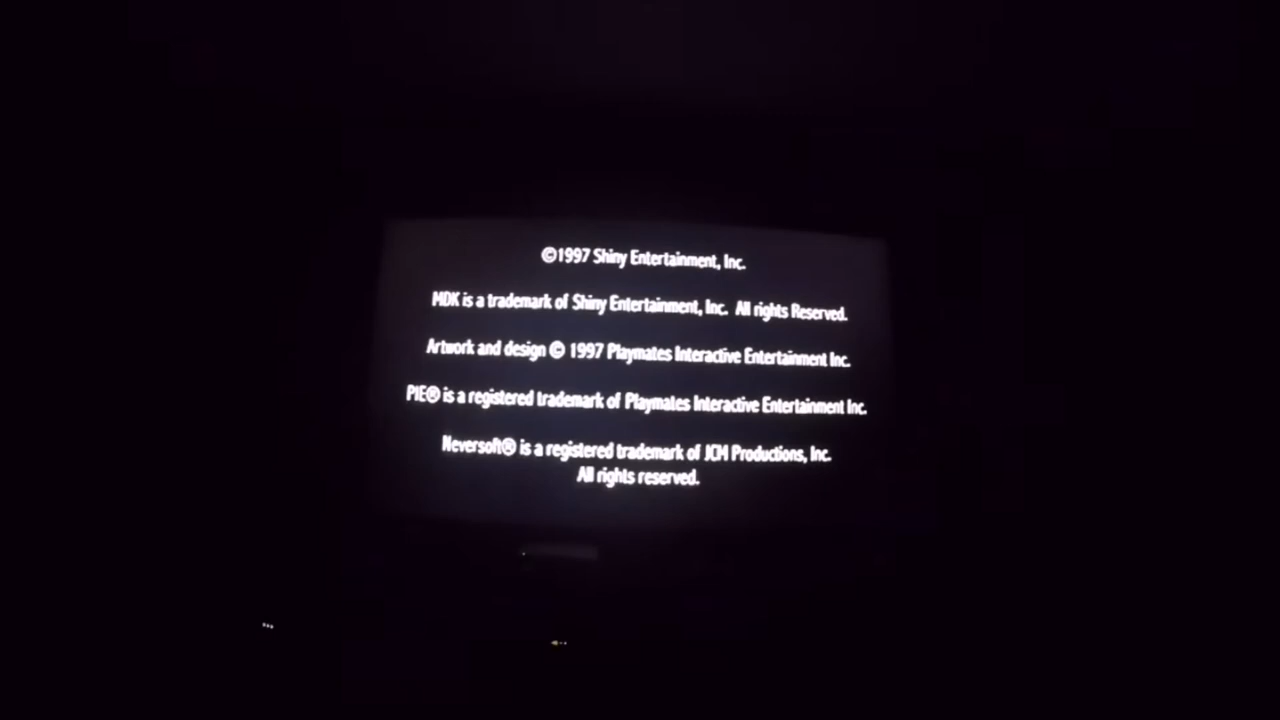 ©1997 Shiny Entertainment, Inc.
MDK is a trademark of Shiny Entertainment, Inc. All rights Reserved.
Artwork and design © 1997 Playmates Interactive Entertainment Inc.
PIE® is a registered trademark of Playmates Interactive Entertainment Inc.
Neversoft® is a registered trademark of JCM Productions, Inc.
All rights reserved.